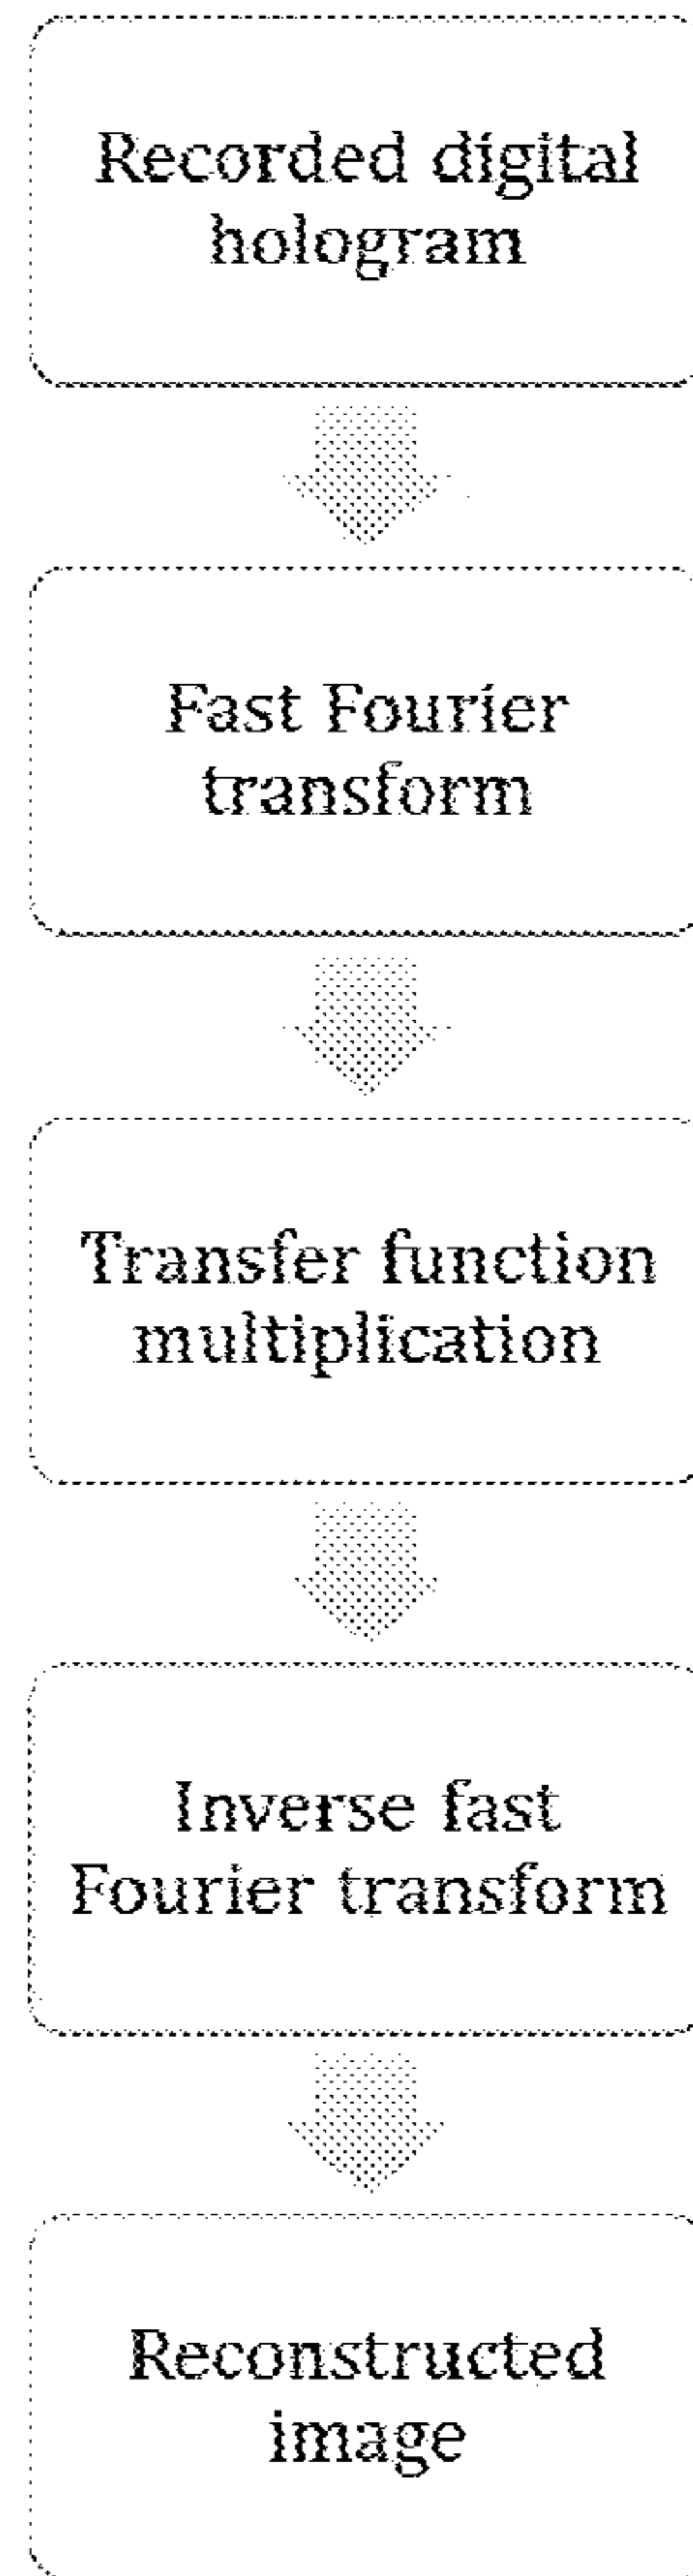 Recorded digital
hologram
Fast Fourier
transform
Transfer function
multiplication
Inverse fast
Fourier transform
Reconstructed
image